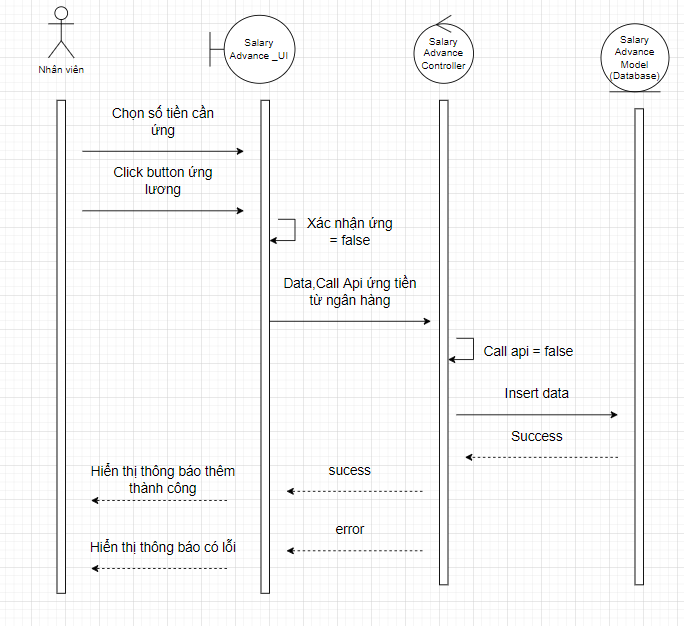 Nhân viên
Salary
Advance _UI
Salary
Advance
Controller
Salary
Advance
Model
(Database)
Chọn số tiền cần
ứng
Click button ứng
lương
Xác nhận ứng
= false
Data,Call Api ứng tiền
từ ngân hàng
Call api = false
Insert data
Success
sucess
Hiển thị thông báo thêm
thành công
error
Hiển thị thông báo có lỗi